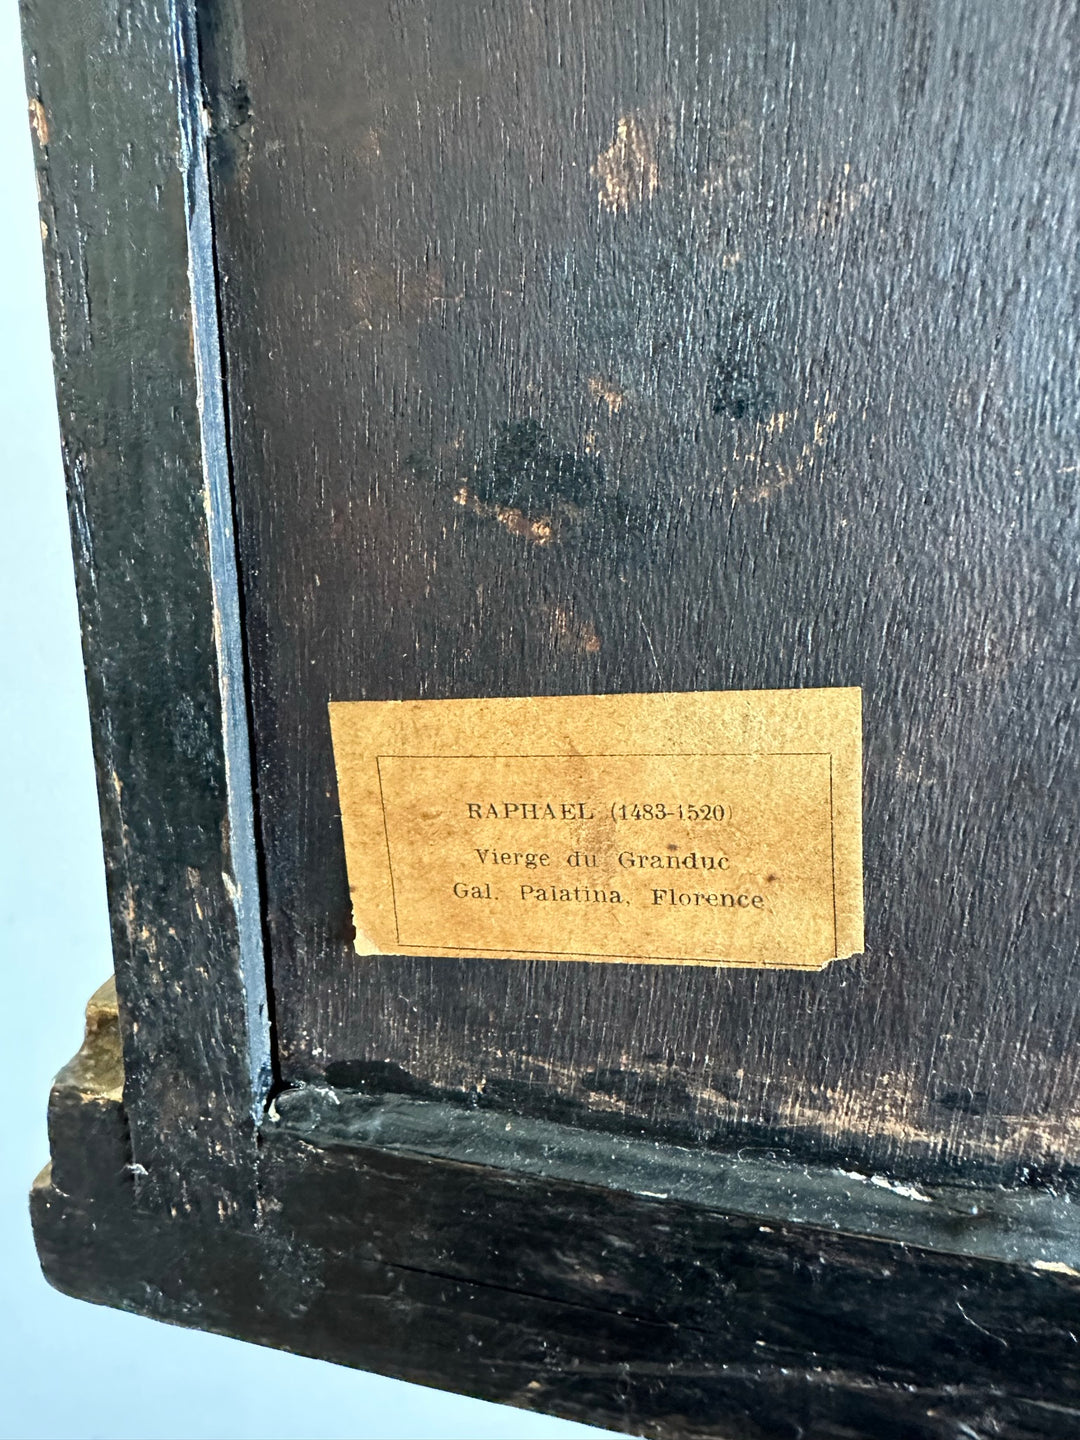 RAPHAEL (1483-1520)
Vierge du Granduc
Gal. Palatina, Florence